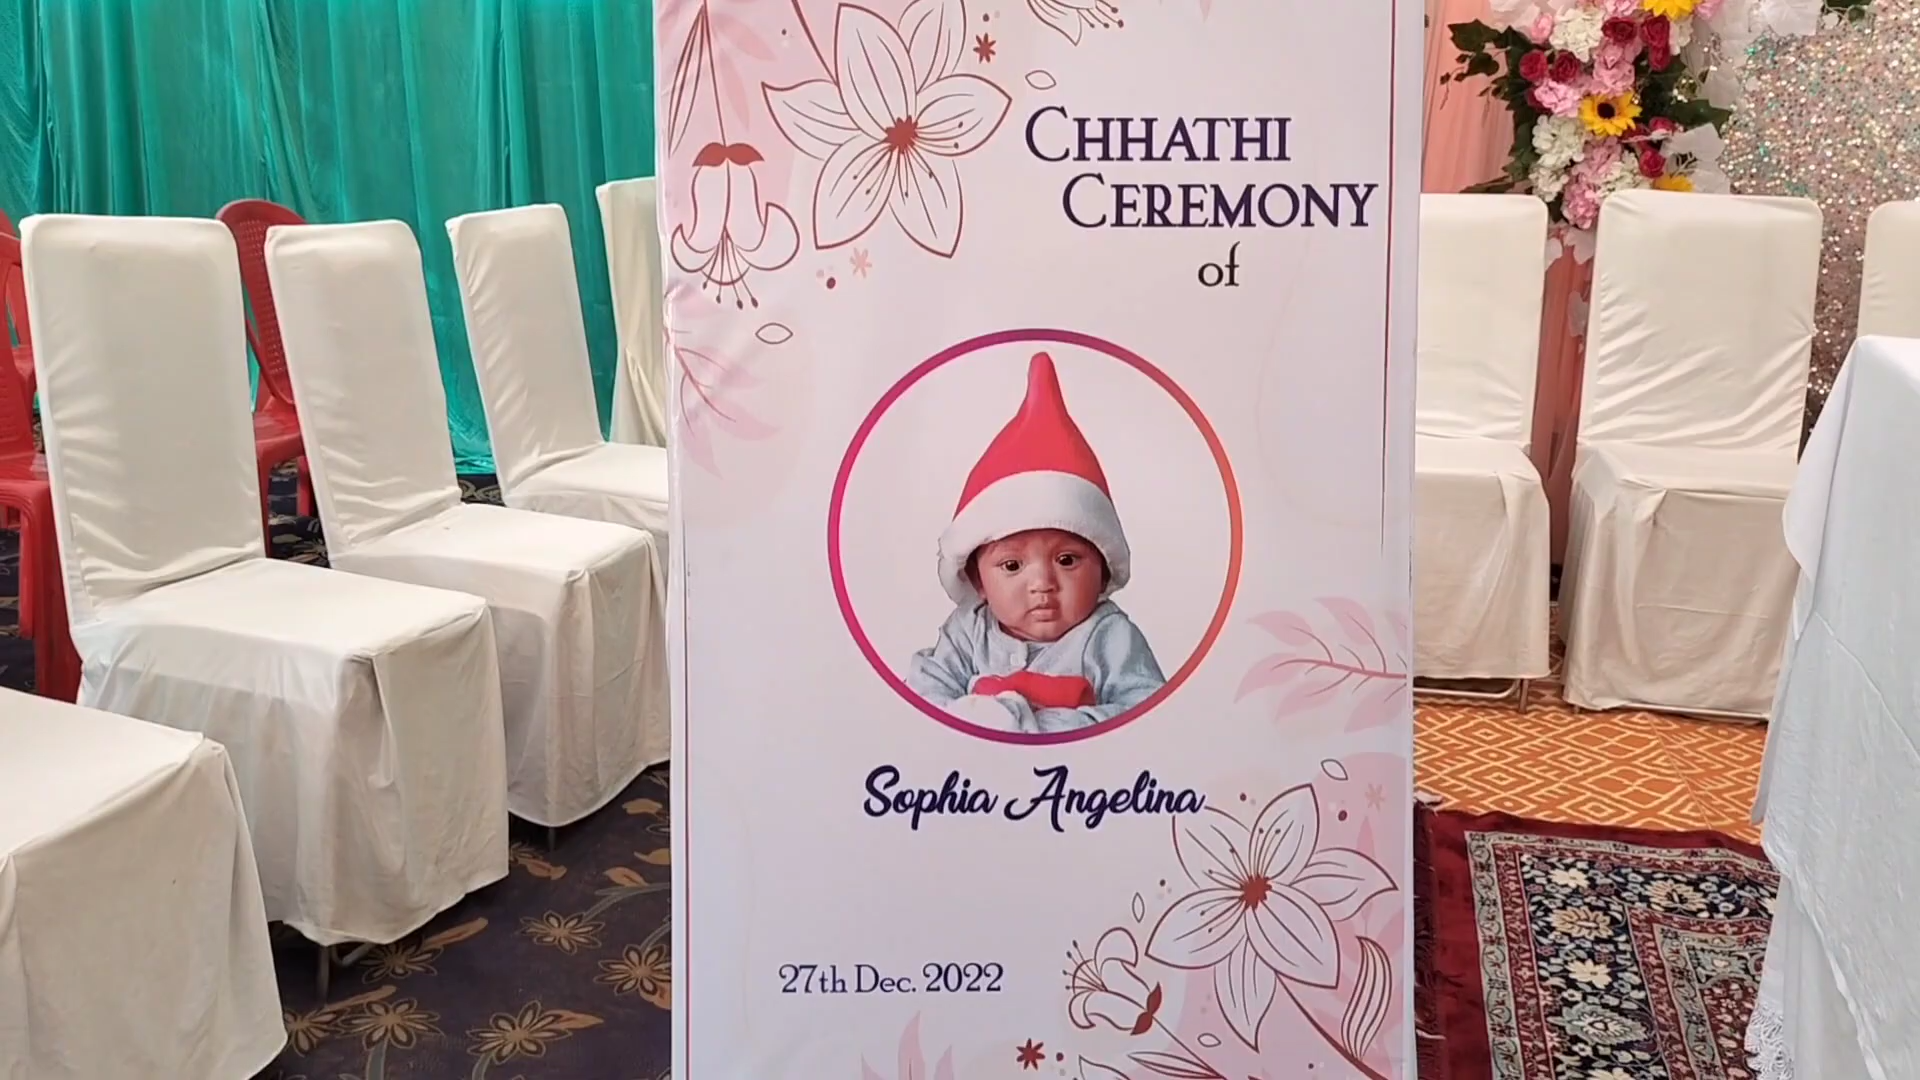 CHHATHI
CEREMONY
of
Sophia Angelina
27th Dec. 2022